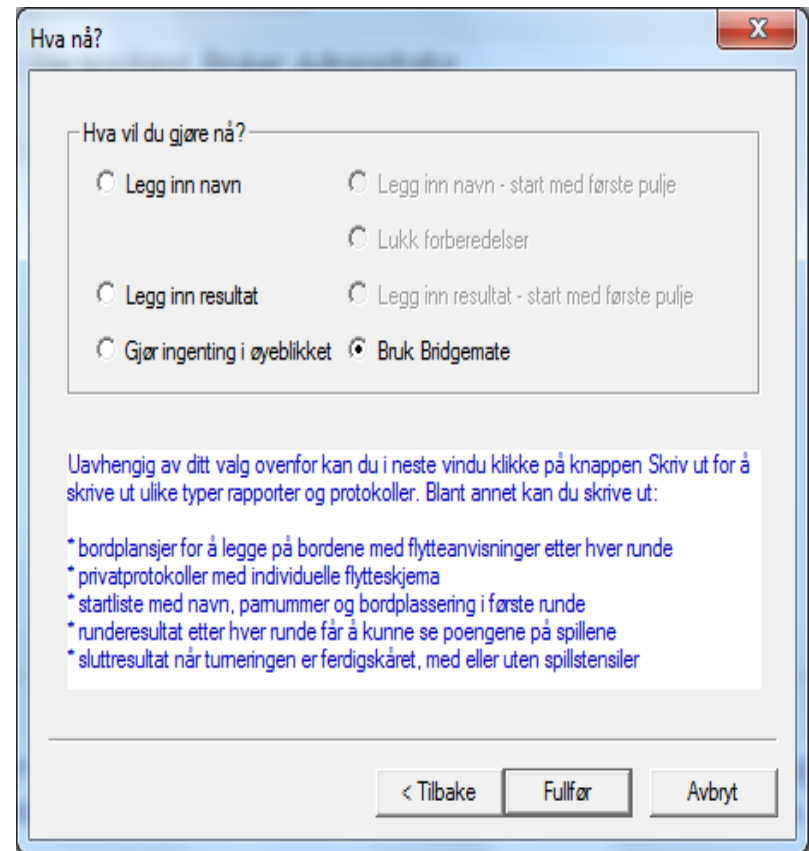 Hva nå?
Hva vil du gjøre nå?
Legg inn navn
Legg inn navn - start med første pulje
Lukk forberedelser
Legg inn resultat
Legg inn resultat - start med første pulje
Gjør ingenting i øyeblikket
Bruk Bridgemate
Uavhengig av ditt valg ovenfor kan du i neste vindu klikke på knappen Skriv ut for å
skrive ut ulike typer rapporter og protokoller. Blant annet kan du skrive ut:
* bordplansjer for å legge på bordene med flytteanvisninger etter hver runde
* privatprotokoller med individuelle flytteskjema
* startliste med navn, parnummer og bordplassering i første runde
* runderesultat etter hver runde får å kunne se poengene på spillene
* sluttresultat når turneringen er ferdigskåret, med eller uten spillstensiler
< Tilbake
Fullfør
Avbryt